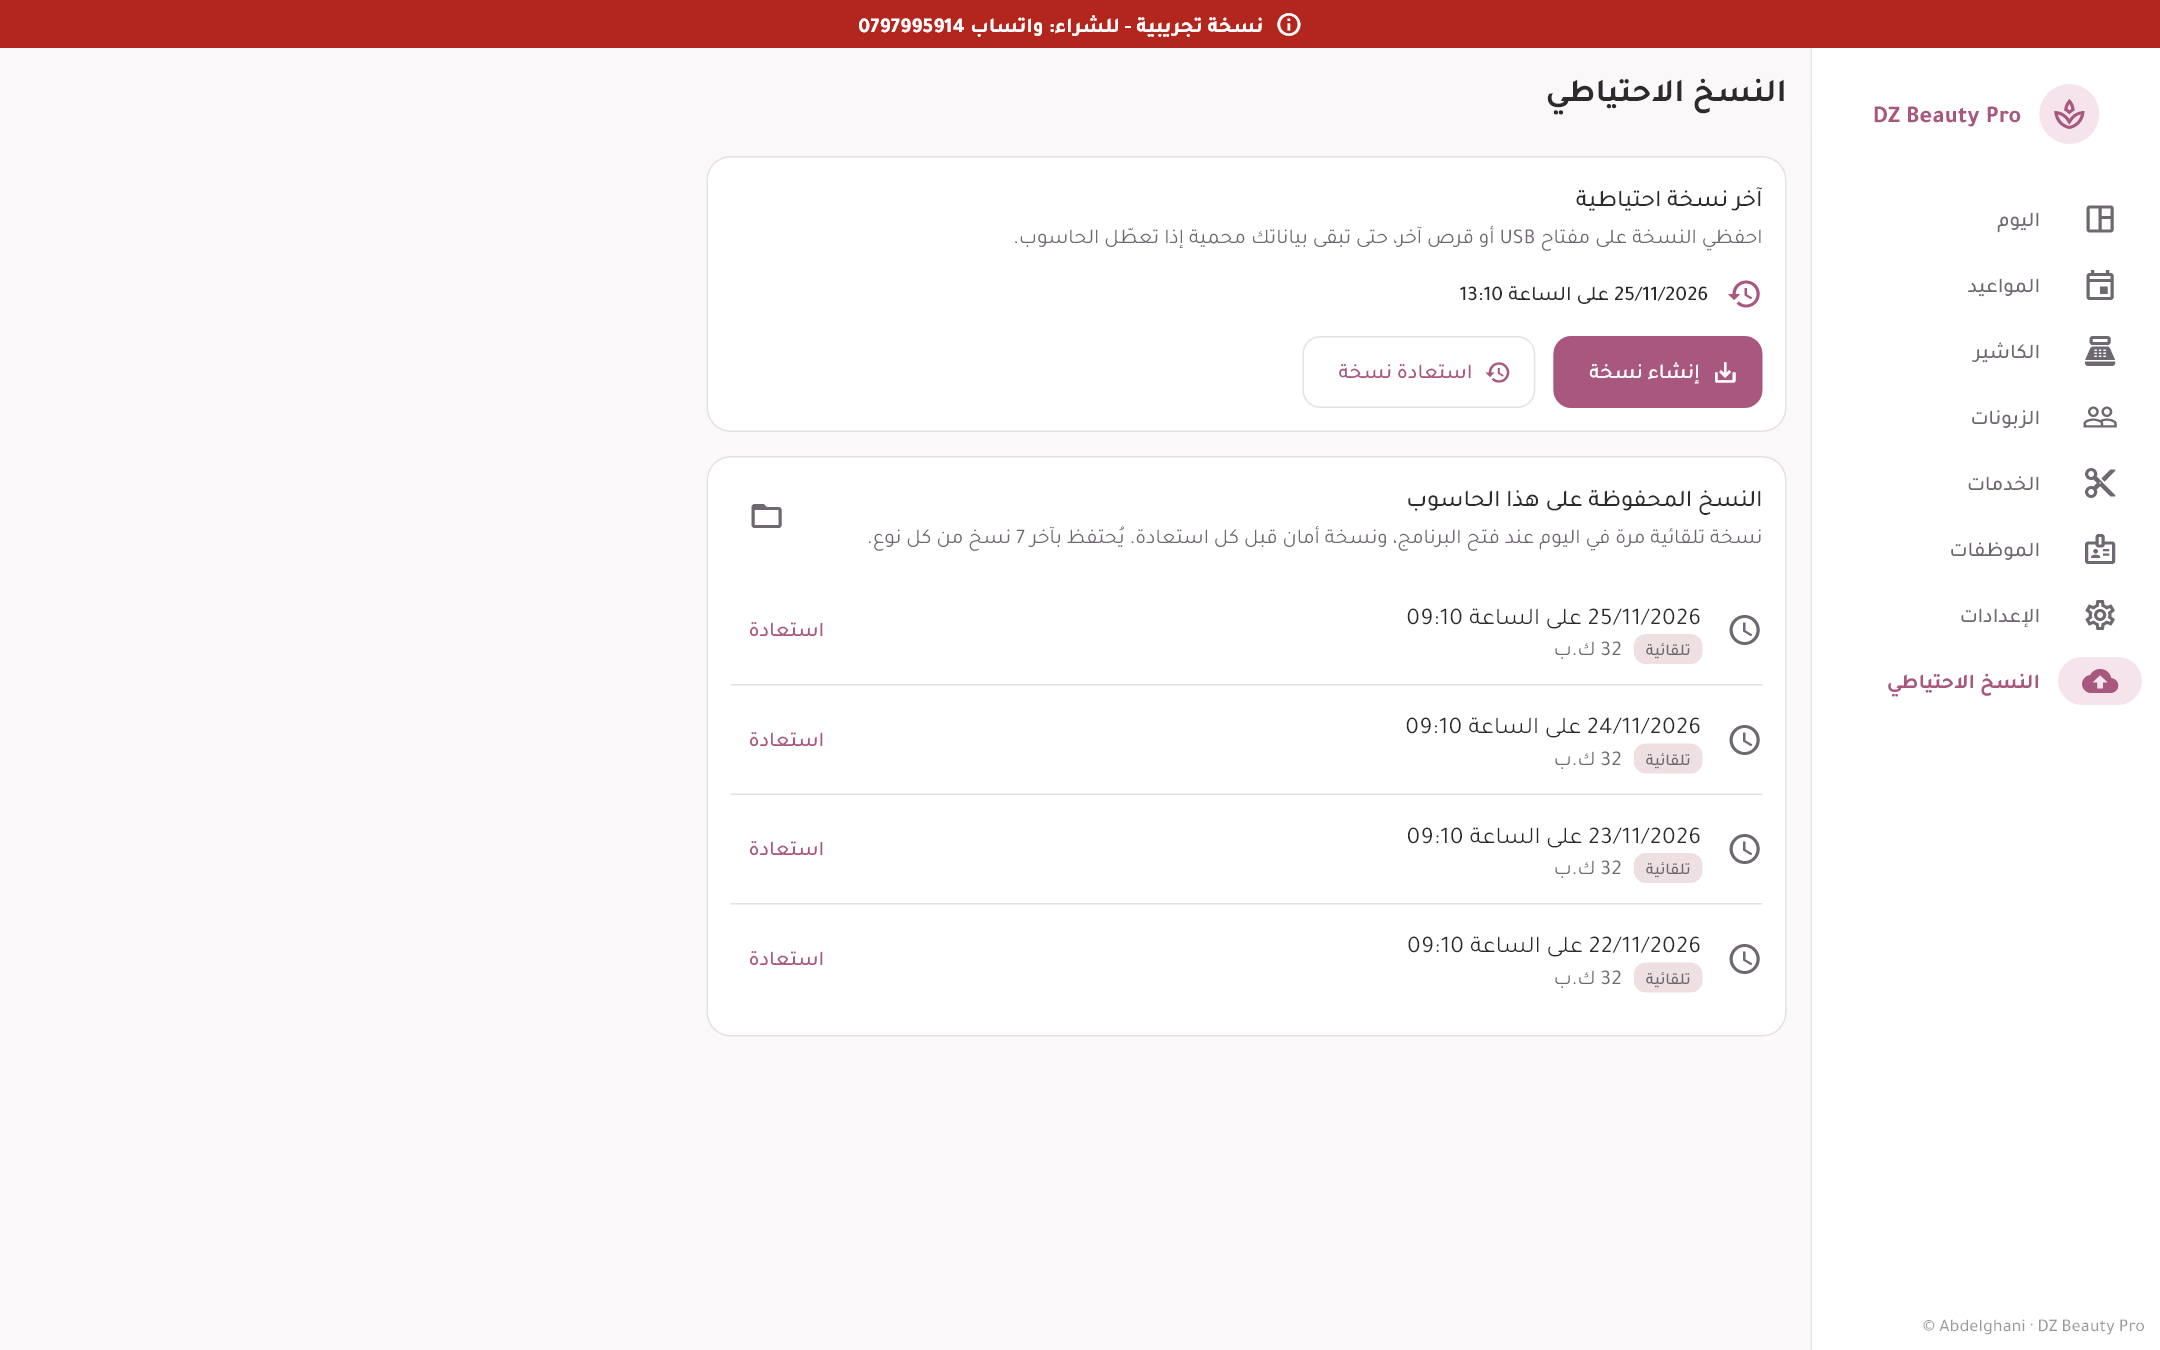 نسخة تجريبية - للشراء: واتساب 0797995914
DZ Beauty Pro
اليوم
المواعيد
الكاشير
الزبونات
الخدمات
الموظفات
الإعدادات
النسخ الاحتياطي
© Abdelghani · DZ Beauty Pro
النسخ الاحتياطي
آخر نسخة احتياطية
احفظي النسخة على مفتاح USB أو قرص آخر، حتى تبقى بياناتك محمية إذا تعطّل الحاسوب.
25/11/2026 على الساعة 13:10
إنشاء نسخة
استعادة نسخة
النسخ المحفوظة على هذا الحاسوب
نسخة تلقائية مرة في اليوم عند فتح البرنامج، ونسخة أمان قبل كل استعادة. يُحتفظ بآخر 7 نسخ من كل نوع.
25/11/2026 على الساعة 09:10
تلقائية 32 ك.ب
استعادة
24/11/2026 على الساعة 09:10
تلقائية 32 ك.ب
استعادة
23/11/2026 على الساعة 09:10
تلقائية 32 ك.ب
استعادة
22/11/2026 على الساعة 09:10
تلقائية 32 ك.ب
استعادة